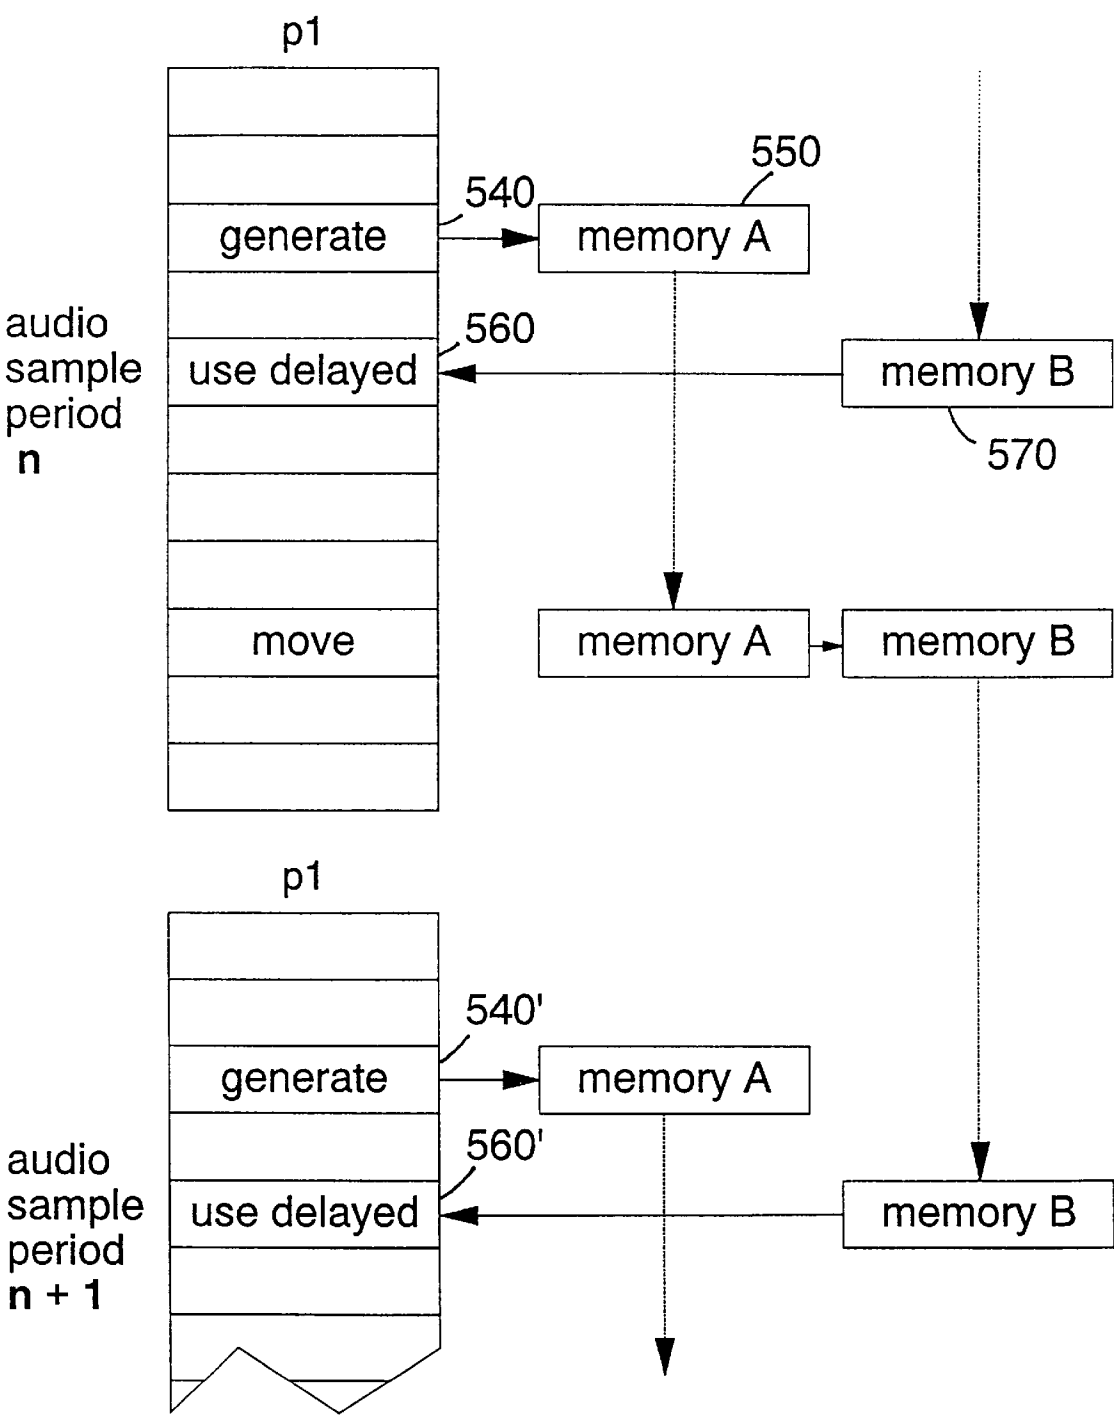 p1
550
540
generate
memory A
audio
sample
period
n
560
use delayed
memory B
570
move
memory A
memory B
p1
540'
generate
memory A
audio
sample
period
n + 1
560'
use delayed
memory B